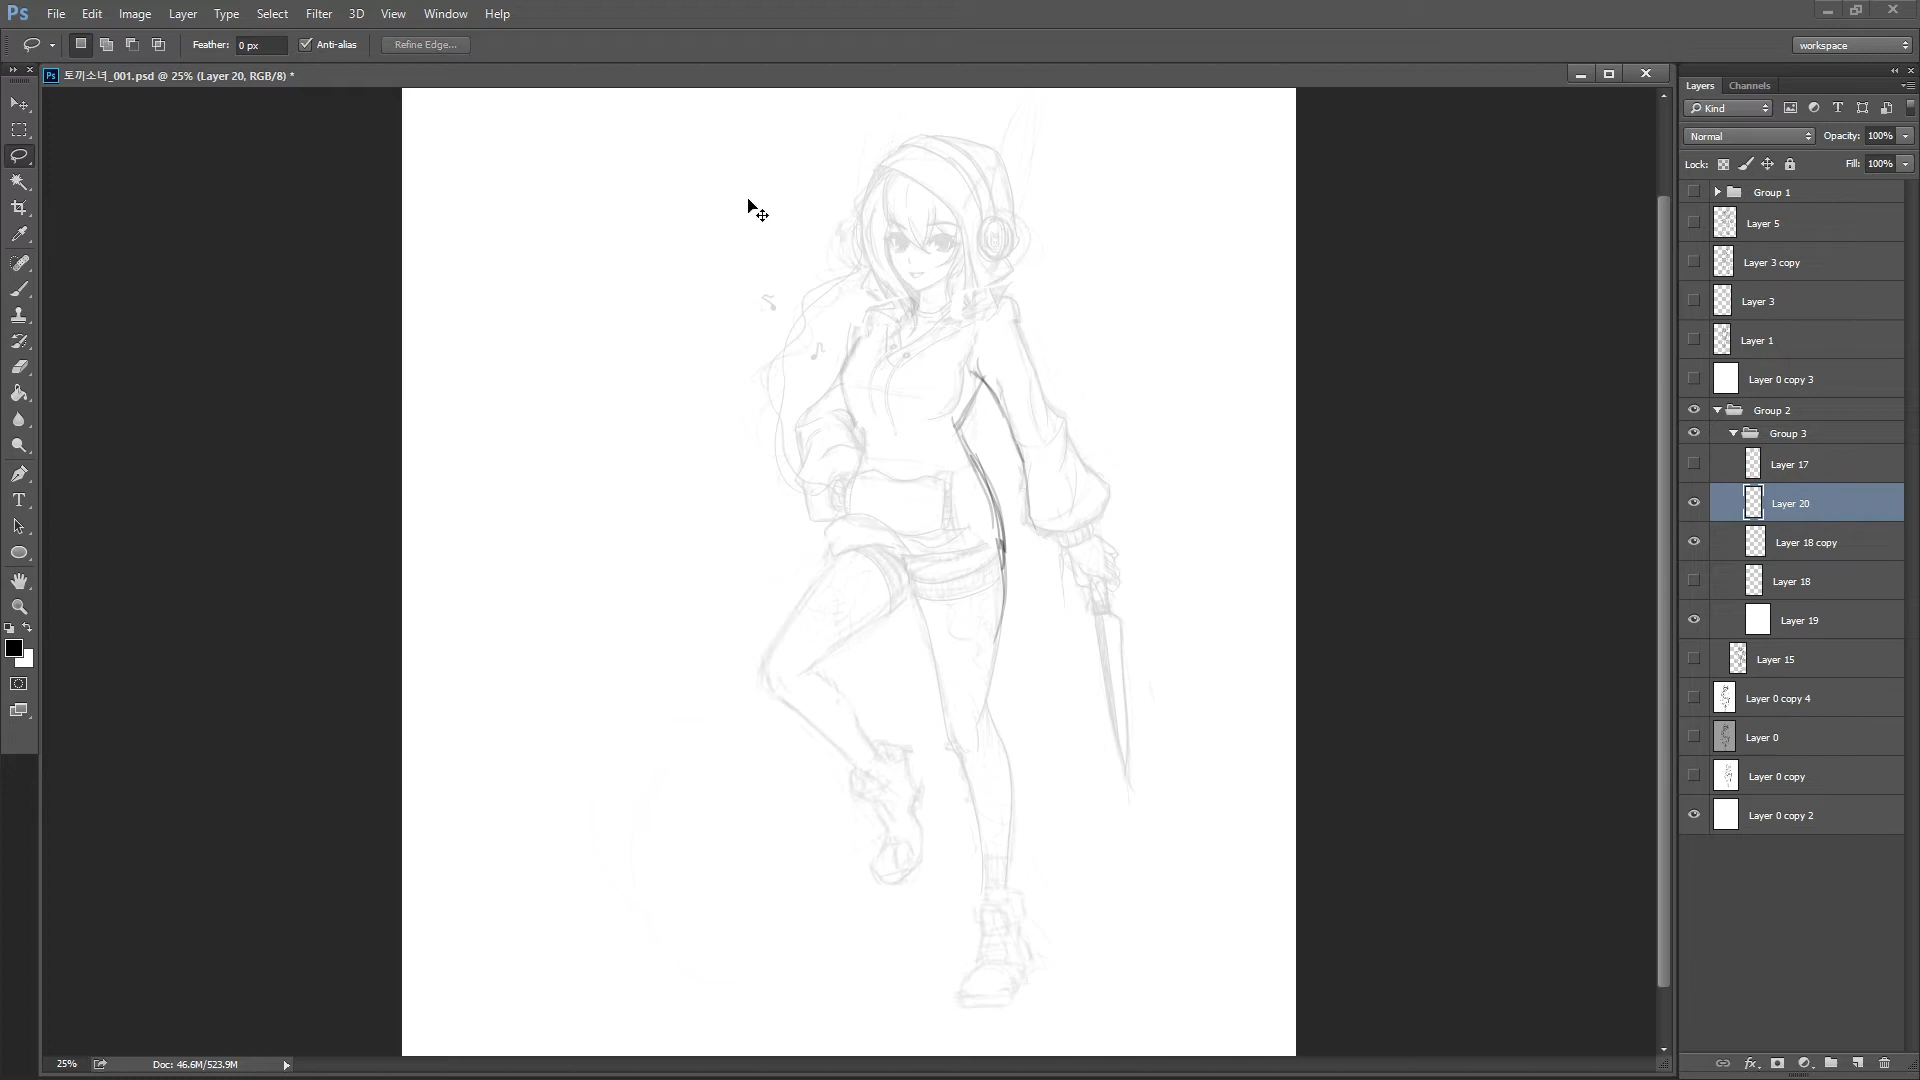 Ps File Edit Image Layer Type Select Filter 3D View Window Help
Feather: 0 px Anti-alias Refine Edge... workspace
Ps 토끼소녀_001.psd @ 25% (Layer 20, RGB/8) *
Layers Channels
Kind
Normal Opacity: 100%
Lock: Fill: 100%
Group 1
Layer 5
Layer 3 copy
Layer 3
Layer 1
Layer 0 copy 3
Group 2
Group 3
Layer 17
Layer 20
Layer 18 copy
Layer 18
Layer 19
Layer 15
Layer 0 copy 4
Layer 0
Layer 0 copy
Layer 0 copy 2
25% Doc: 46.6M/523.9M